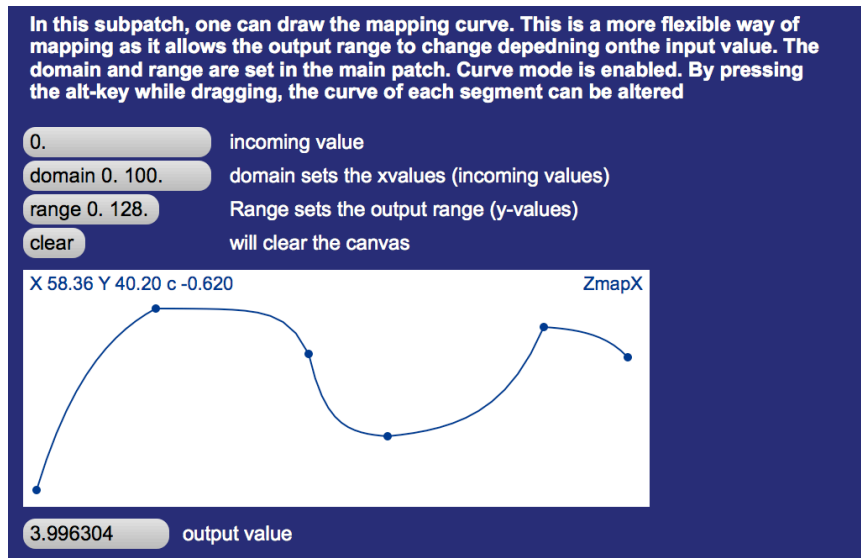 In this subpatch, one can draw the mapping curve. This is a more flexible way of
mapping as it allows the output range to change depedning onthe input value. The
domain and range are set in the main patch. Curve mode is enabled. By pressing
the alt-key while dragging, the curve of each segment can be altered
0. incoming value
domain 0. 100. domain sets the xvalues (incoming values)
range 0. 128. Range sets the output range (y-values)
clear will clear the canvas
X 58.36 Y 40.20 c -0.620 ZmapX
3.996304 output value